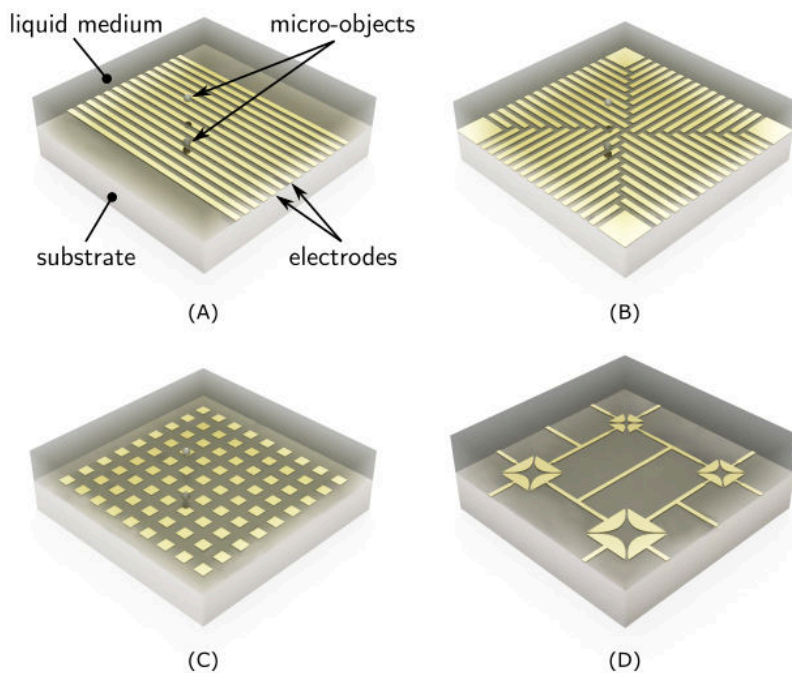 liquid medium
micro-objects
substrate
electrodes
(A)
(B)
(C)
(D)